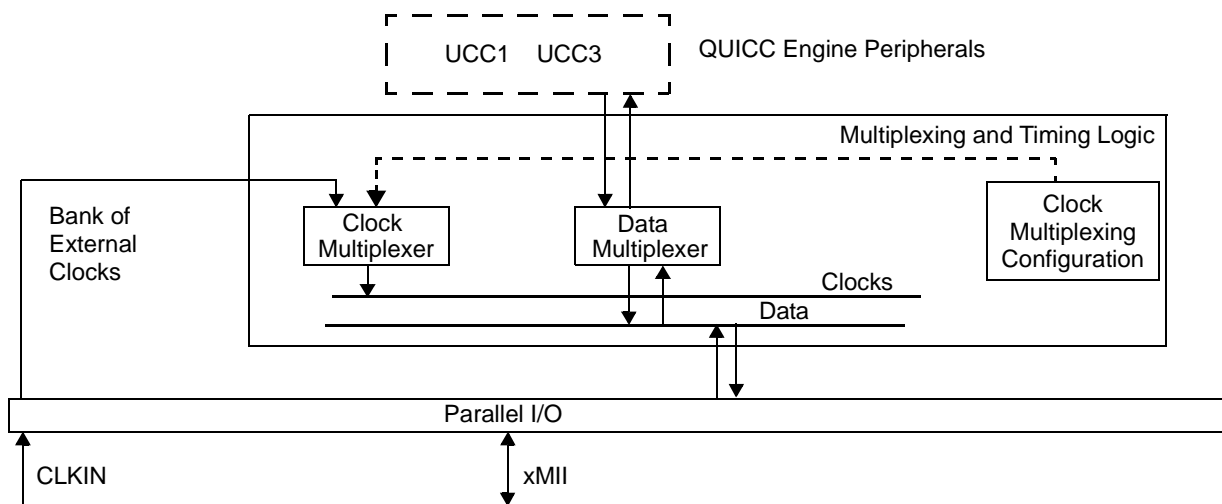 UCC1 UCC3
QUICC Engine Peripherals
Multiplexing and Timing Logic
Bank of
External
Clocks
Clock
Multiplexer
Data
Multiplexer
Clock
Multiplexing
Configuration
Clocks
Data
Parallel I/O
CLKIN
xMII